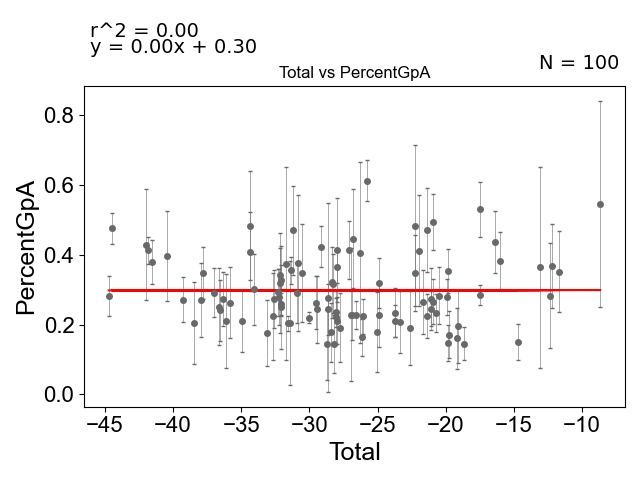 r^2 = 0.00
y = 0.00x + 0.30
N = 100
Total vs PercentGpA
PercentGpA
0.8
0.6
0.4
0.2
0.0
−45 −40 −35 −30 −25 −20 −15 −10
Total